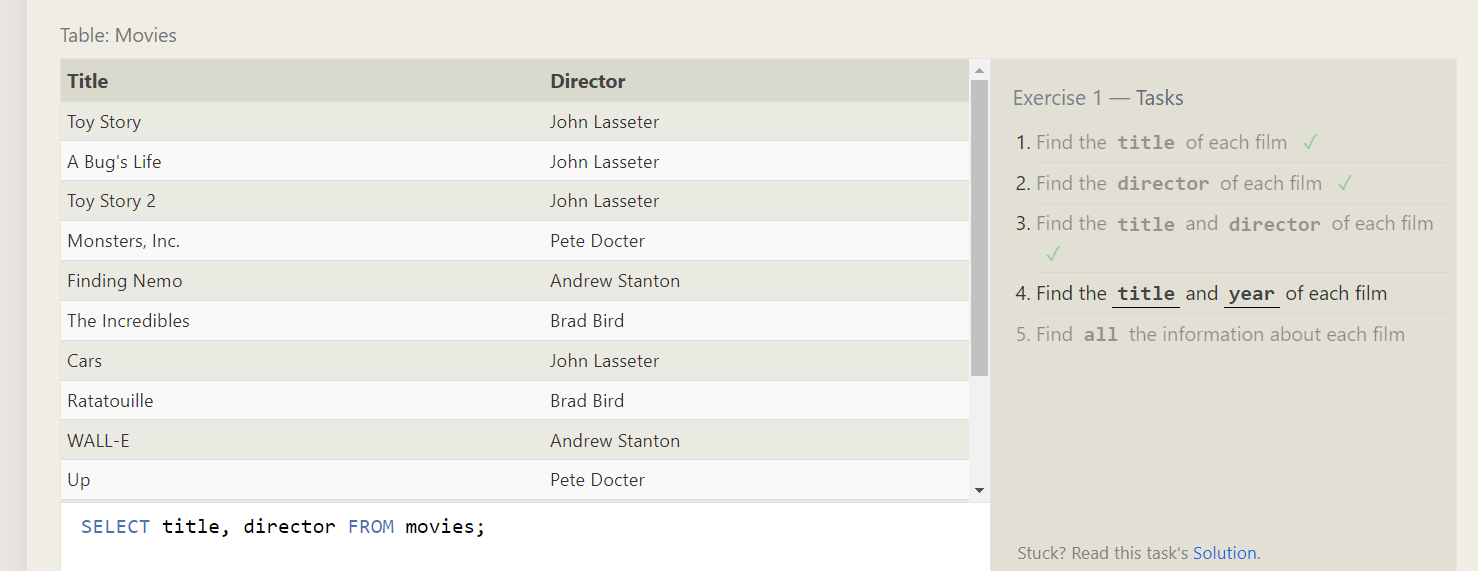 Table: Movies
Title Director
Toy Story John Lasseter
A Bug's Life John Lasseter
Toy Story 2 John Lasseter
Monsters, Inc. Pete Docter
Finding Nemo Andrew Stanton
The Incredibles Brad Bird
Cars John Lasseter
Ratatouille Brad Bird
WALL-E Andrew Stanton
Up Pete Docter
SELECT title, director FROM movies;
Exercise 1 — Tasks
1. Find the title of each film ✓
2. Find the director of each film ✓
3. Find the title and director of each film
✓
4. Find the title and year of each film
5. Find all the information about each film
Stuck? Read this task's Solution.